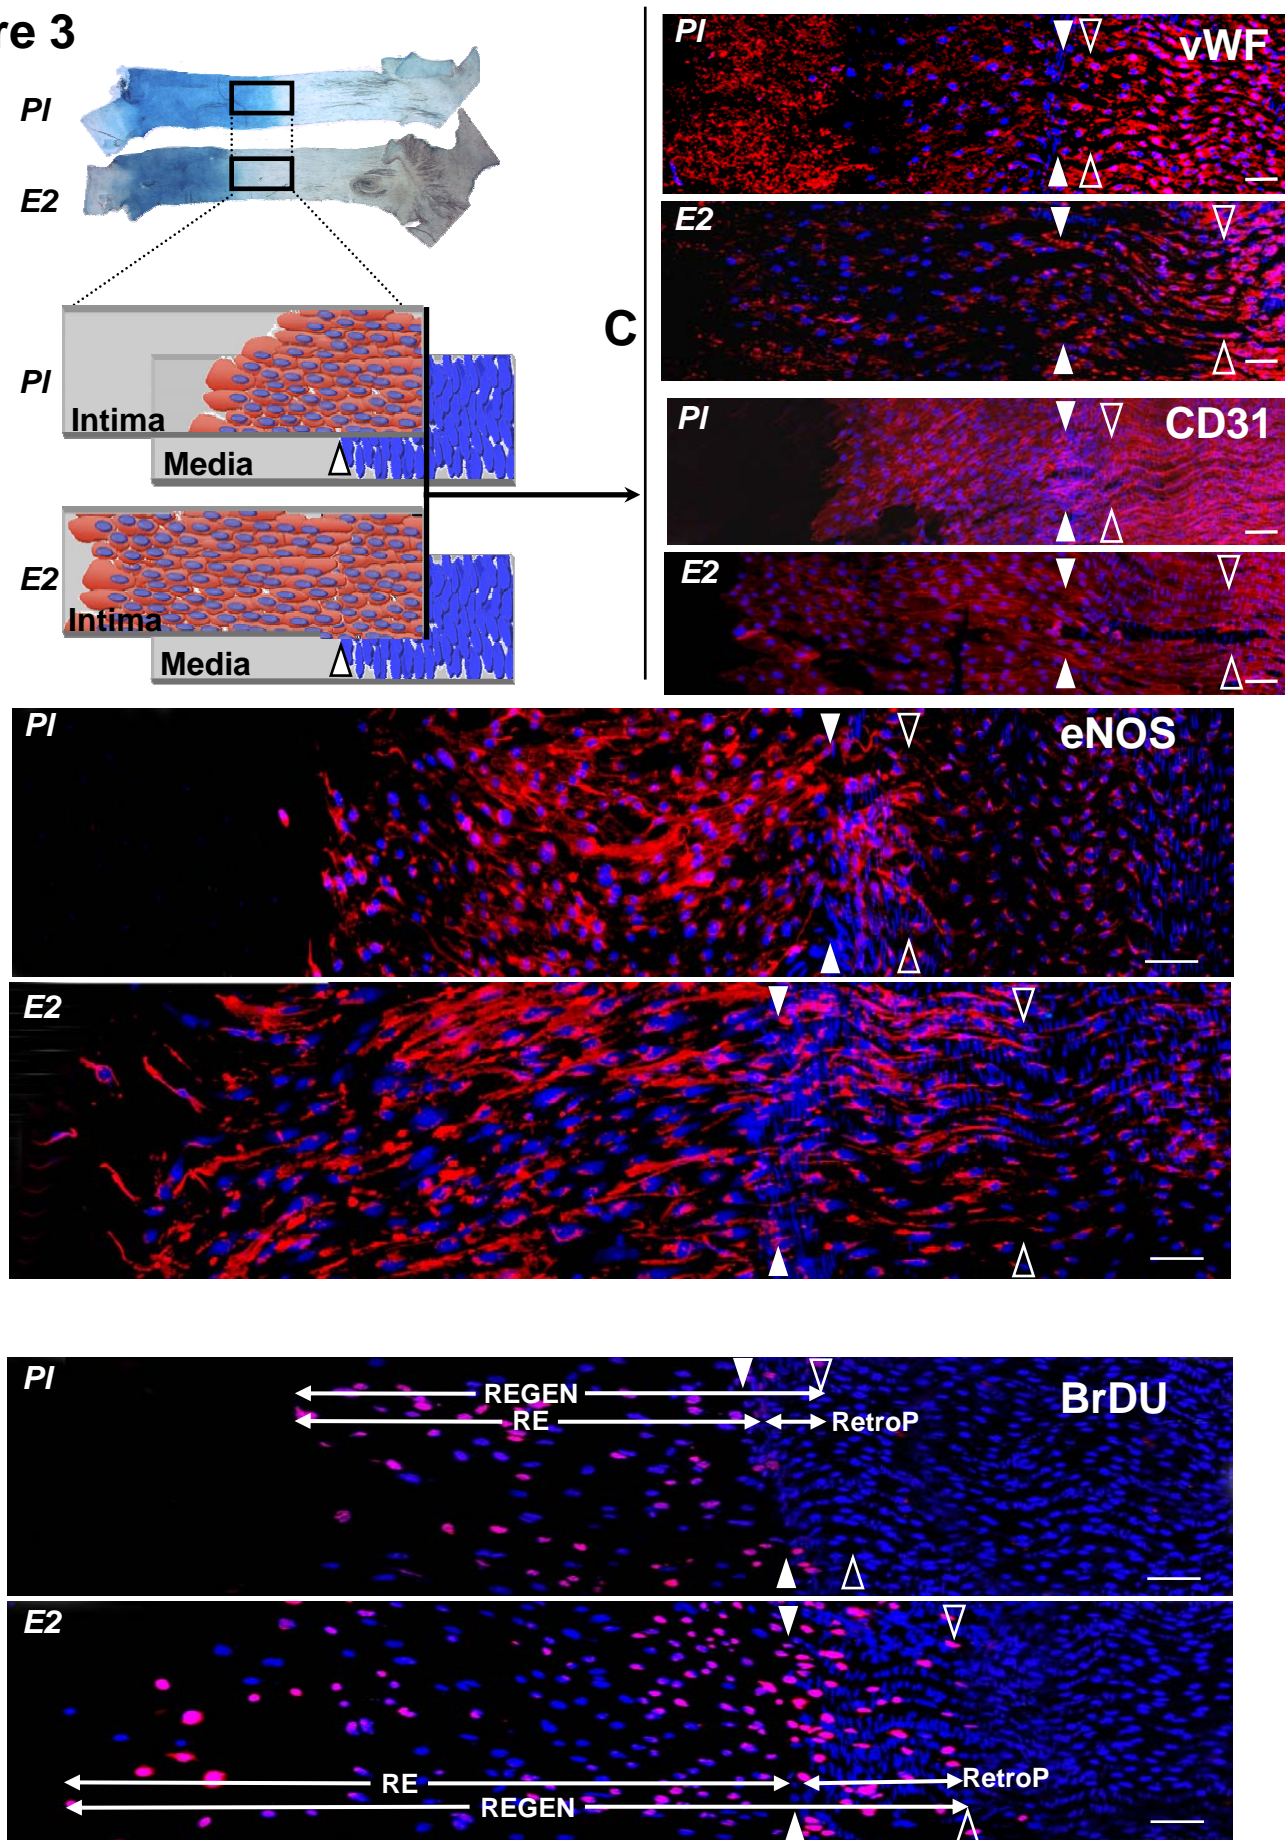 re 3
PI
E2
PI
Intima
Media
E2
Intima
Media
C
PI
vWF
E2
PI
CD31
E2
PI
eNOS
E2
PI
REGEN
RE
RetroP
BrDU
E2
RE
RetroP
REGEN